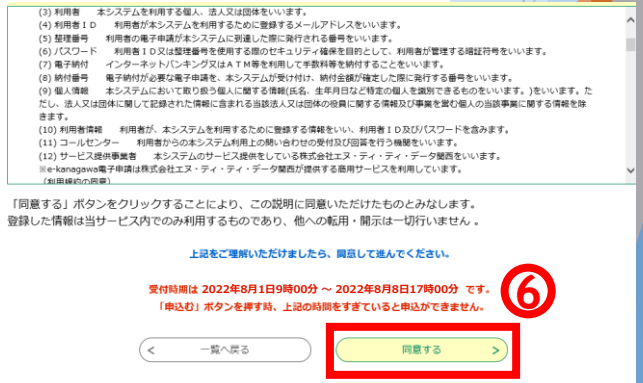 (3) 利用者　本システムを利用する個人、法人又は団体をいいます。
(4) 利用者ＩＤ　利用者が本システムを利用するために登録するメールアドレスをいいます。
(5) 整理番号　利用者の電子申請が本システムに到達した際に発行される番号をいいます。
(6) パスワード　利用者ＩＤ又は整理番号を使用する際のセキュリティ確保を目的として、利用者が管理する暗証符号をいいます。
(7) 電子納付　インターネットバンキング又はＡＴＭ等を利用して手数料等を納付することをいいます。
(8) 納付番号　電子納付が必要な電子申請を、本システムが受け付け、納付金額が確定した際に発行する番号をいいます。
(9) 個人情報　本システムにおいて取り扱う個人に関する情報(氏名、生年月日など特定の個人を識別できるものをいいます。)をいいます。た
だし、法人又は団体に関して記録された情報に含まれる当該法人又は団体の役員に関する情報及び事業を営む個人の当該事業に関する情報を除
きます。
(10) 利用者情報　利用者が、本システムを利用するために登録する情報をいい、利用者ＩＤ及びパスワードを含みます。
(11) コールセンター　利用者からの本システム利用上の問い合わせの受付及び回答を行う機関をいいます。
(12) サービス提供事業者　本システムのサービス提供をしている株式会社エヌ・ティ・ティ・データ関西をいいます。
※e-kanagawa電子申請は株式会社エヌ・ティ・ティ・データ関西が提供する商用サービスを利用しています。
(利用規約の同意)
「同意する」ボタンをクリックすることにより、この説明に同意いただけたものとみなします。
登録した情報は当サービス内でのみ利用するものであり、他への転用・開示は一切行いません 。
上記をご理解いただけましたら、同意して進んでください。
受付時期は 2022年8月1日9時00分 ～ 2022年8月8日17時00分 です。
「申込む」ボタンを押す時、上記の時間をすぎていると申込ができません。
⑥
< 一覧へ戻る
同意する >